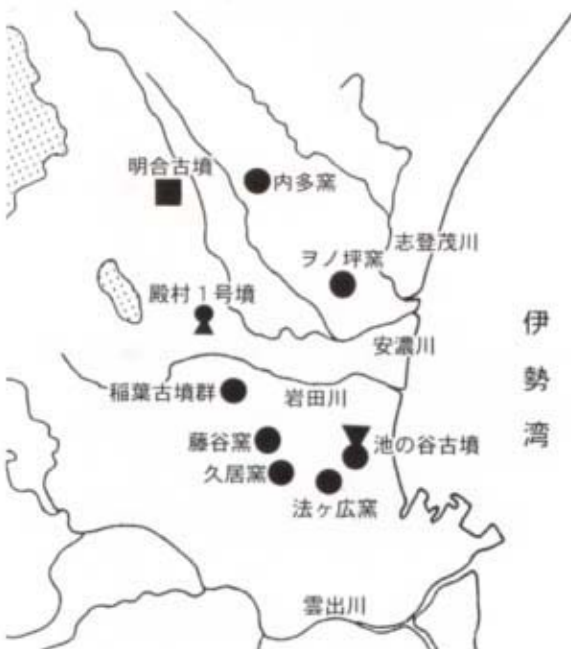 明合古墳
内多窯
志登茂川
ヲノ坪窯
殿村1号墳
安濃川
伊勢湾
稲葉古墳群
岩田川
藤谷窯
池の谷古墳
久居窯
法ヶ広窯
雲出川